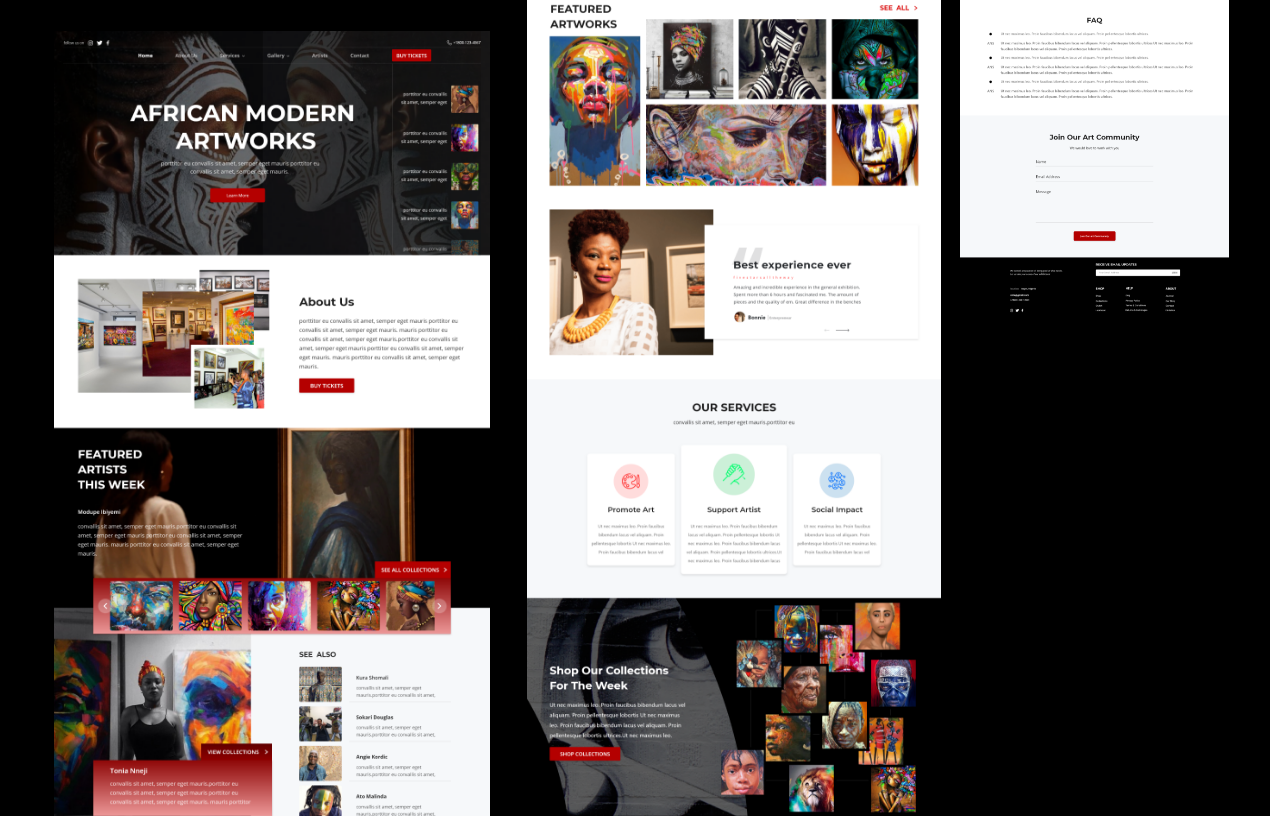 follow us on
Home
About Us
Services
Gallery
Artists
Contact
BUY TICKETS
AFRICAN MODERN
ARTWORKS
porttitor eu convallis sit amet, semper eget mauris porttitor eu
convallis sit amet, semper eget mauris.
Learn More
porttitor eu convallis
sit amet, semper eget
porttitor eu convallis
sit amet, semper eget
porttitor eu convallis
sit amet, semper eget
porttitor eu convallis
sit amet, semper eget
porttitor eu convallis
About Us
porttitor eu convallis sit amet, semper eget mauris porttitor eu
convallis sit amet, semper eget mauris. mauris porttitor eu
convallis sit amet, semper eget mauris.porttitor eu convallis
sit amet, semper eget mauris porttitor eu convallis sit amet,
semper eget mauris.porttitor eu convallis sit amet, semper
eget mauris. mauris porttitor eu convallis sit amet, semper eget
mauris.
BUY TICKETS
FEATURED
ARTISTS
THIS WEEK
Modupe Ibiyemi
convallis sit amet, semper eget mauris.porttitor eu convallis sit
amet, semper eget mauris porttitor eu convallis sit amet, semper
eget mauris. mauris porttitor eu convallis sit amet, semper eget
mauris.
SEE ALL COLLECTIONS >
VIEW COLLECTIONS >
Tonia Nneji
convallis sit amet, semper eget mauris.porttitor eu
convallis sit amet, semper eget mauris porttitor eu
convallis sit amet, semper eget mauris. mauris porttitor
SEE ALSO
Kura Shomali
convallis sit amet, semper eget
mauris.porttitor eu convallis sit amet,
Sokari Douglas
convallis sit amet, semper eget
mauris.porttitor eu convallis sit amet,
Angie Kordic
convallis sit amet, semper eget
mauris.porttitor eu convallis sit amet,
Ato Malinda
convallis sit amet, semper eget
mauris.porttitor eu convallis sit amet,
FEATURED
ARTWORKS
SEE ALL >
Best experience ever
Amazing and incredible experience in the general exhibition.
Spent more than 6 hours and fascinated me. The amount of
pieces and the quality of art. Great difference in the benches
Bonnie
OUR SERVICES
convallis sit amet, semper eget mauris.porttitor eu
Promote Art
Ut nec maximus leo. Proin faucibus
bibendum lacus vel aliquam. Proin
pellentesque lobortis Ut nec maximus
leo. Proin faucibus bibendum lacus vel
Support Artist
Ut nec maximus leo. Proin faucibus bibendum
lacus vel aliquam. Proin pellentesque lobortis Ut
nec maximus leo. Proin faucibus bibendum lacus
vel aliquam. Proin pellentesque lobortis ultrices.Ut
nec maximus leo. Proin faucibus bibendum lacus
Social Impact
Ut nec maximus leo. Proin faucibus
bibendum lacus vel aliquam. Proin
pellentesque lobortis Ut nec maximus
leo. Proin faucibus bibendum lacus vel
Shop Our Collections
For The Week
Ut nec maximus leo. Proin faucibus bibendum lacus vel
aliquam. Proin pellentesque lobortis Ut nec maximus
leo. Proin faucibus bibendum lacus vel aliquam. Proin
pellentesque lobortis ultrices.Ut nec maximus leo.
SHOP COLLECTIONS
FAQ
Join Our Art Community
We would love to work with you
Name
Email Address
Message
RECEIVE EMAIL UPDATES
SHOP
HELP
ABOUT